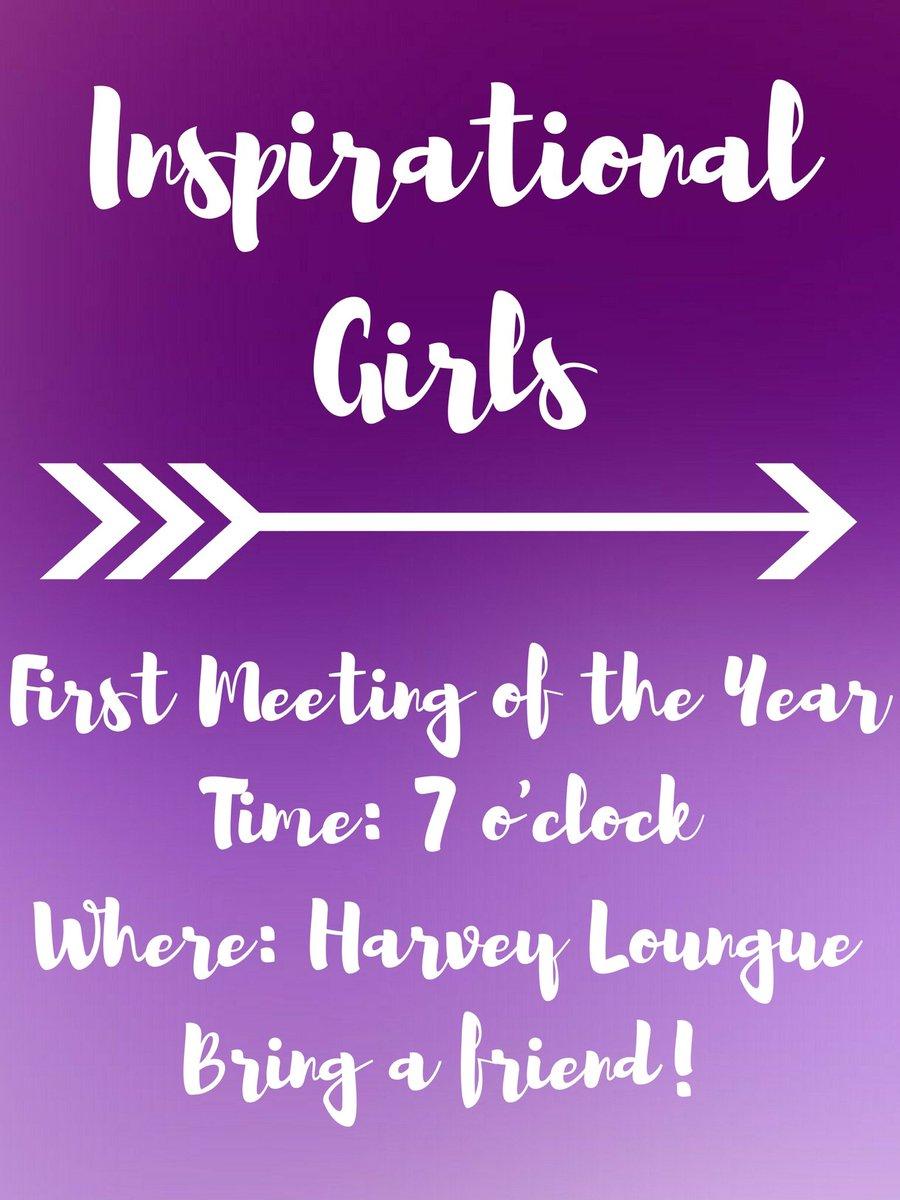 Inspirational
Girls
First Meeting of the Year
Time: 7 o'clock
Where: Harvey Loungue
Bring a friend!